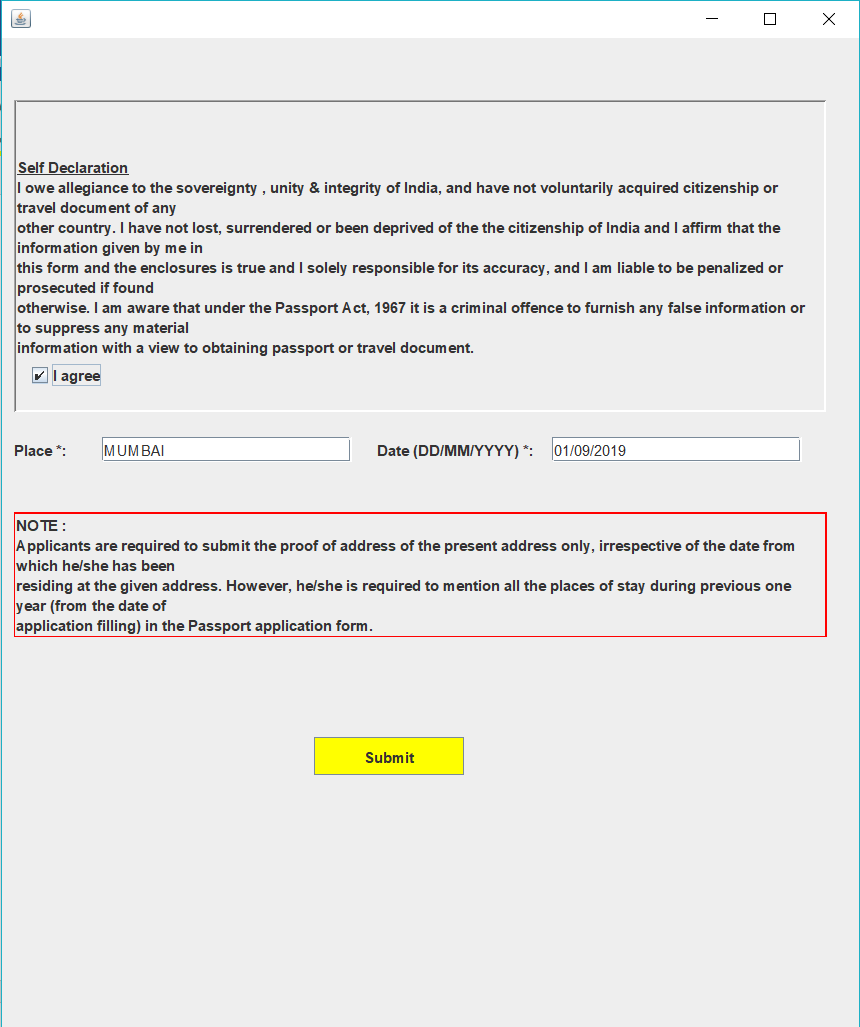 Self Declaration
I owe allegiance to the sovereignty , unity & integrity of India, and have not voluntarily acquired citizenship or
travel document of any
other country. I have not lost, surrendered or been deprived of the the citizenship of India and I affirm that the
information given by me in
this form and the enclosures is true and I solely responsible for its accuracy, and I am liable to be penalized or
prosecuted if found
otherwise. I am aware that under the Passport Act, 1967 it is a criminal offence to furnish any false information or
to suppress any material
information with a view to obtaining passport or travel document.
I agree
Place *: MUMBAI Date (DD/MM/YYYY) *: 01/09/2019
NOTE :
Applicants are required to submit the proof of address of the present address only, irrespective of the date from
which he/she has been
residing at the given address. However, he/she is required to mention all the places of stay during previous one
year (from the date of
application filling) in the Passport application form.
Submit